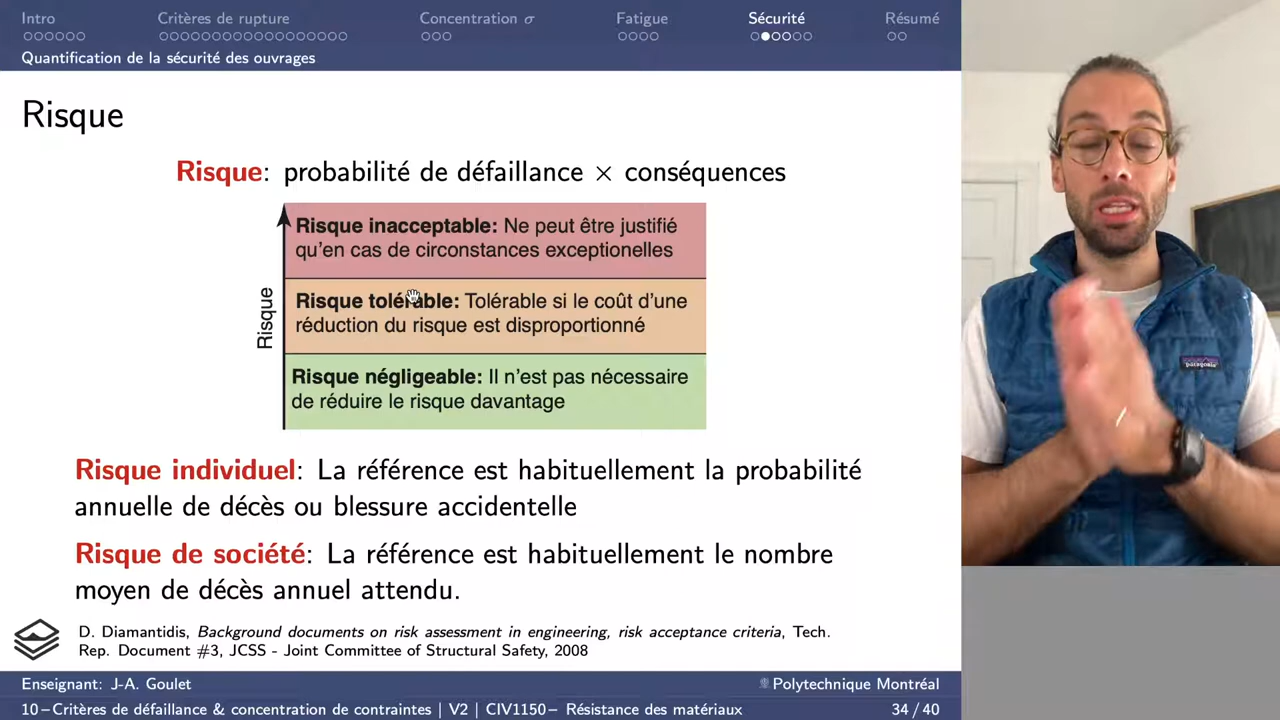 Intro
Critères de rupture
Concentration σ
Fatigue
Sécurité
Résumé
Quantification de la sécurité des ouvrages
Risque
Risque: probabilité de défaillance × conséquences
Risque
Risque inacceptable: Ne peut être justifié
qu'en cas de circonstances exceptionelles
Risque tolérable: Tolérable si le coût d'une
réduction du risque est disproportionné
Risque négligeable: Il n'est pas nécessaire
de réduire le risque davantage
Risque individuel: La référence est habituellement la probabilité
annuelle de décès ou blessure accidentelle
Risque de société: La référence est habituellement le nombre
moyen de décès annuel attendu.
D. Diamantidis, Background documents on risk assessment in engineering, risk acceptance criteria, Tech.
Rep. Document #3, JCSS - Joint Committee of Structural Safety, 2008
Enseignant: J-A. Goulet
Polytechnique Montréal
10 – Critères de défaillance & concentration de contraintes | V2 | CIV1150 – Résistance des matériaux
34 / 40
patagonia